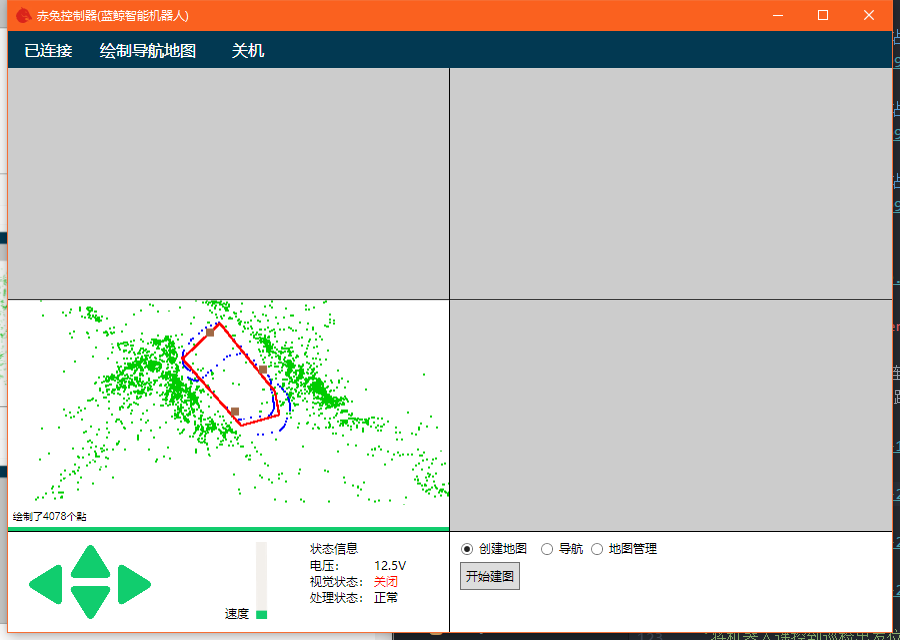 赤兔控制器(蓝鲸智能机器人)
已连接 绘制导航地图 关机
绘制了4078个點
速度
状态信息
电压： 12.5V
视觉状态： 关闭
处理状态： 正常
创建地图 导航 地图管理
开始建图